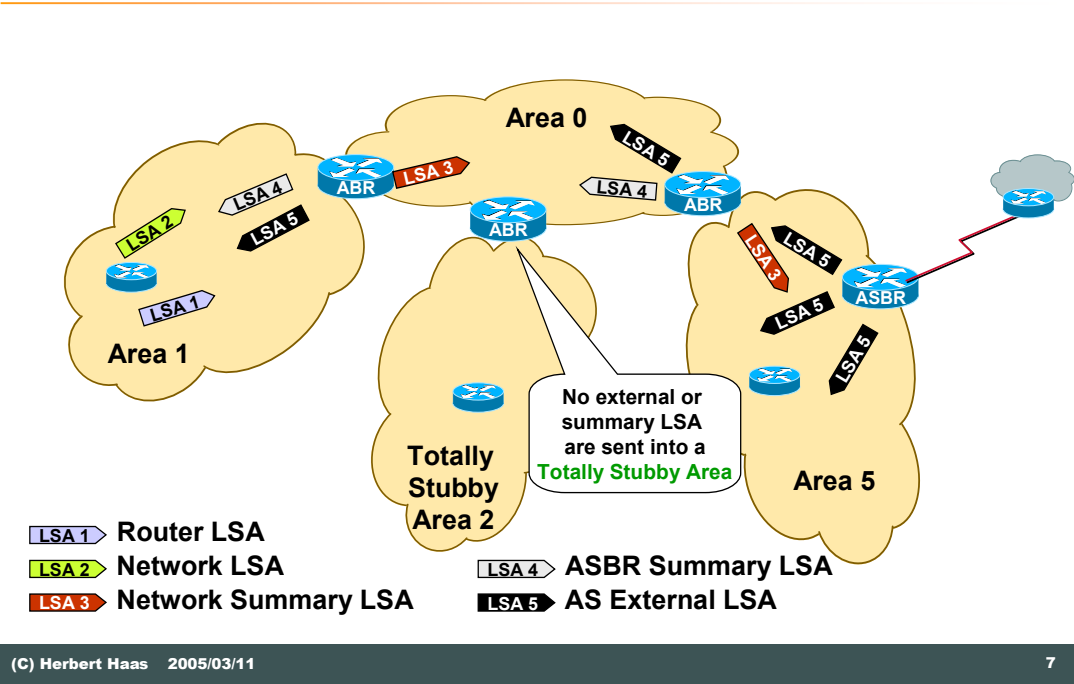 Area 0
LSA 5
LSA 3
LSA 4
ABR
ABR
ABR
LSA 4
LSA 2
LSA 5
LSA 1
Area 1
LSA 3
LSA 5
LSA 5
LSA 5
ASBR
No external or
summary LSA
are sent into a
Totally Stubby Area
Totally
Stubby
Area 2
Area 5
LSA 1 Router LSA
LSA 2 Network LSA
LSA 3 Network Summary LSA
LSA 4 ASBR Summary LSA
LSA 5 AS External LSA
(C) Herbert Haas 2005/03/11
7